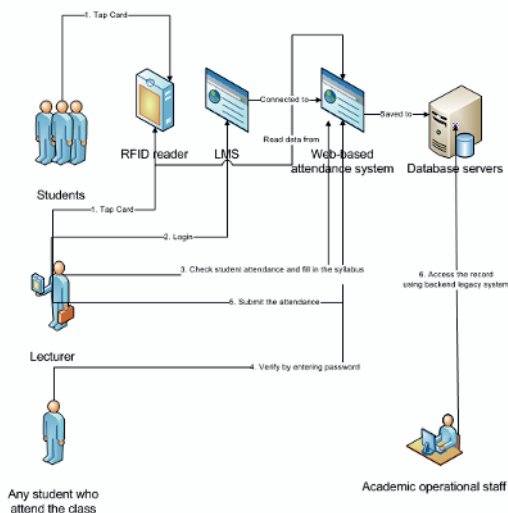 1. Tap Card
Connected to
Saved to
Read data from
RFID reader
LMS
Web-based
attendance system
Database servers
Students
1. Tap Card
2. Login
3. Check student attendance and fill in the syllabus
6. Access the record
using backend legacy system
5. Submit the attendance
Lecturer
4. Verify by entering password
Any student who
attend the class
Academic operational staff